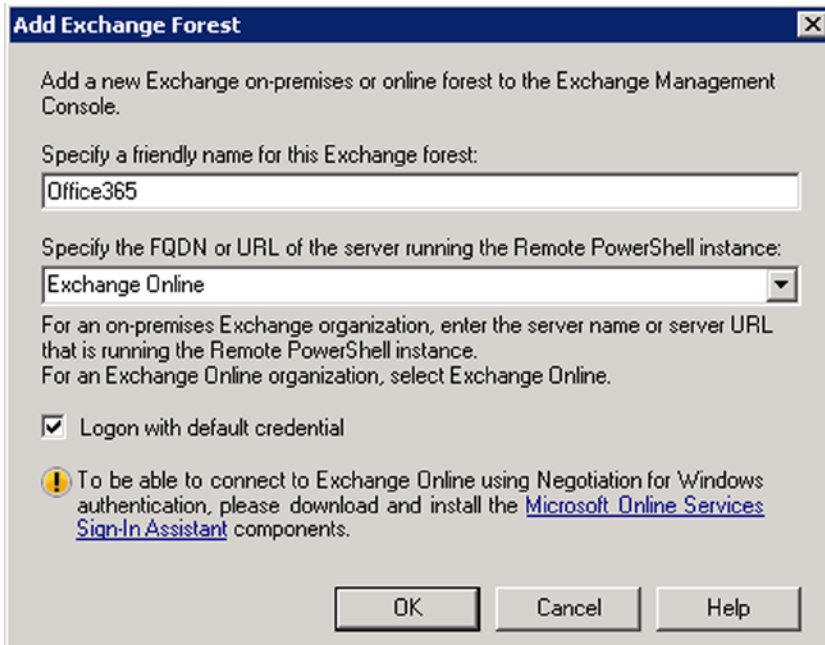 Add Exchange Forest
Add a new Exchange on-premises or online forest to the Exchange Management
Console.
Specify a friendly name for this Exchange forest:
Office365
Specify the FQDN or URL of the server running the Remote PowerShell instance:
Exchange Online
For an on-premises Exchange organization, enter the server name or server URL
that is running the Remote PowerShell instance.
For an Exchange Online organization, select Exchange Online.
Logon with default credential
To be able to connect to Exchange Online using Negotiation for Windows
authentication, please download and install the Microsoft Online Services
Sign-In Assistant components.
OK Cancel Help